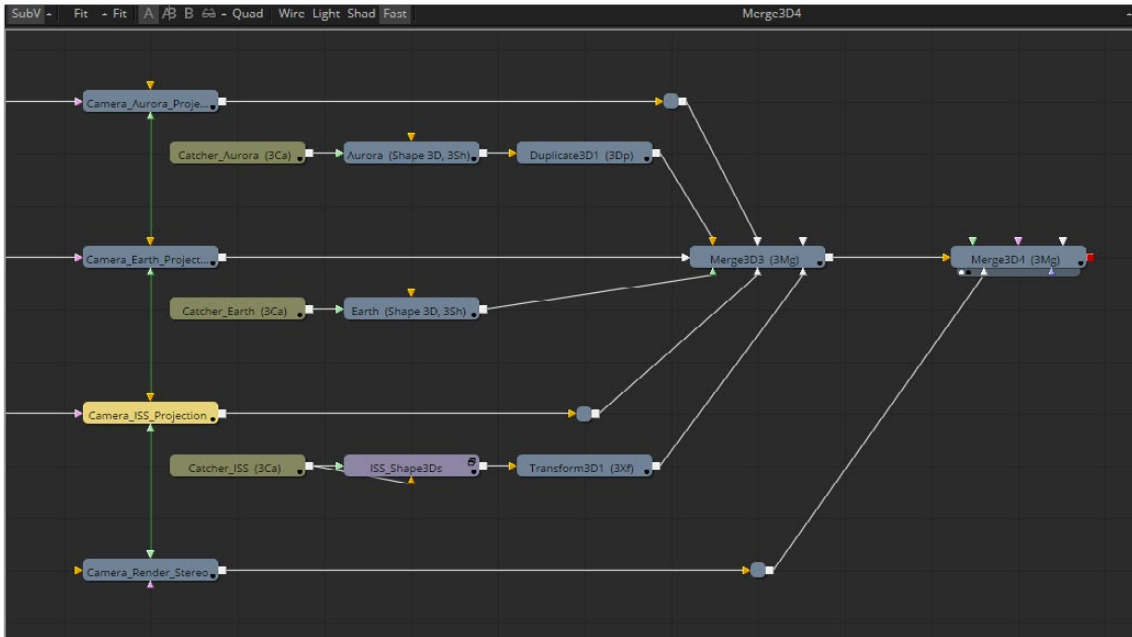 SubV Fit Fit A A/B B Quad Wire Light Shad Fast Merge3D4
Camera_Aurora_Proje...
Catcher_Aurora (3Ca) Aurora (Shape 3D, 3Sh) Duplicate3D1 (3Dp)
Camera_Earth_Project... Merge3D3 (3Mg) Merge3D4 (3Mg)
Catcher_Earth (3Ca) Earth (Shape 3D, 3Sh)
Camera_ISS_Projection
Catcher_ISS (3Ca) ISS_Shape3Ds Transform3D1 (3Xf)
Camera_Render_Stereo